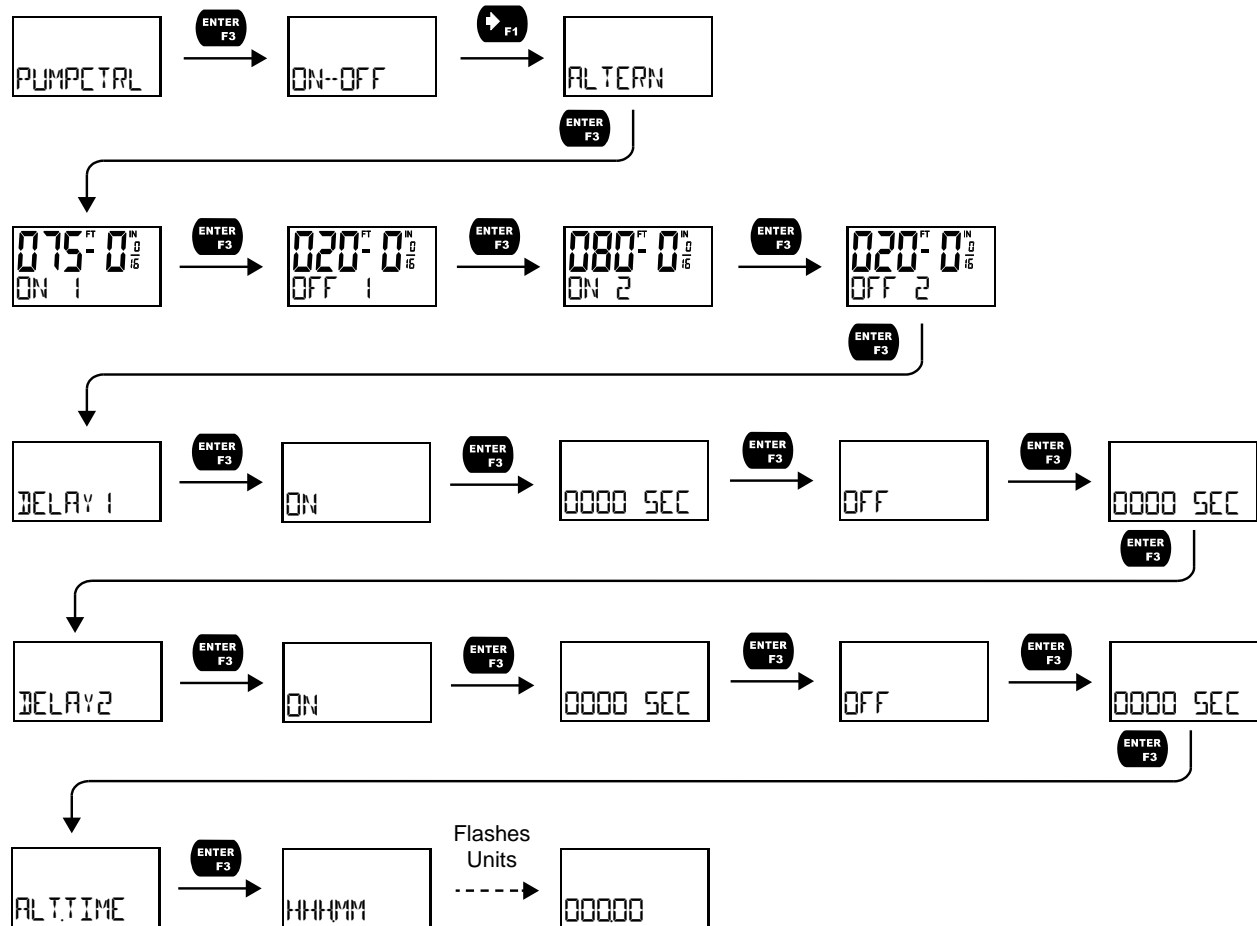 ENTER
F3
F1
PUMPCTRL
ON--OFF
ALTERN
ENTER
F3
075 FT - 0 IN 0/16
ON 1
ENTER
F3
020 FT - 0 IN 0/16
OFF 1
ENTER
F3
080 FT - 0 IN 0/16
ON 2
ENTER
F3
020 FT - 0 IN 0/16
OFF 2
ENTER
F3
DELAY1
ENTER
F3
ON
ENTER
F3
0000 SEC
ENTER
F3
OFF
ENTER
F3
0000 SEC
ENTER
F3
DELAY2
ENTER
F3
ON
ENTER
F3
0000 SEC
ENTER
F3
OFF
ENTER
F3
0000 SEC
ENTER
F3
ALT.TIME
ENTER
F3
HHH.MM
Flashes
Units
000.00